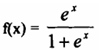 f(x) = e^x / (1 + e^x)